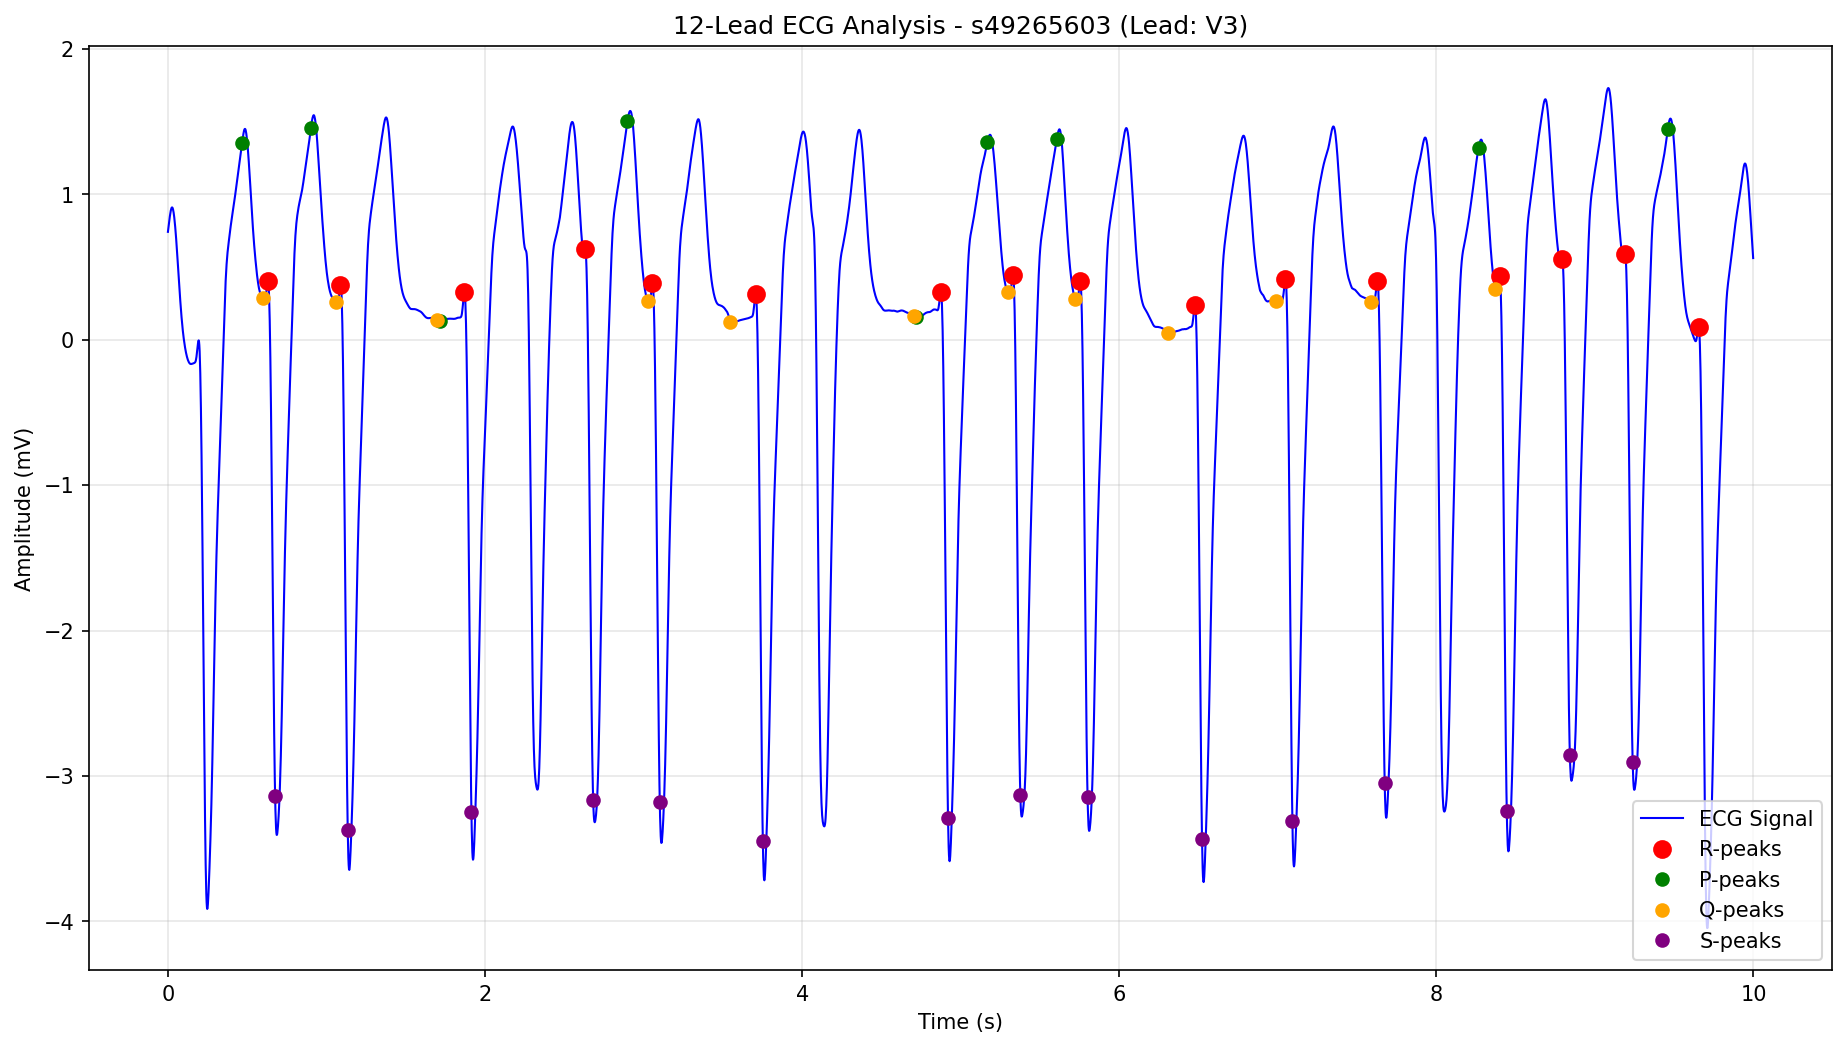 12-Lead ECG Analysis - s49265603 (Lead: V3)
2
1
0
−1
−2
−3
−4
Amplitude (mV)
0
2
4
6
8
10
Time (s)
ECG Signal
R-peaks
P-peaks
Q-peaks
S-peaks